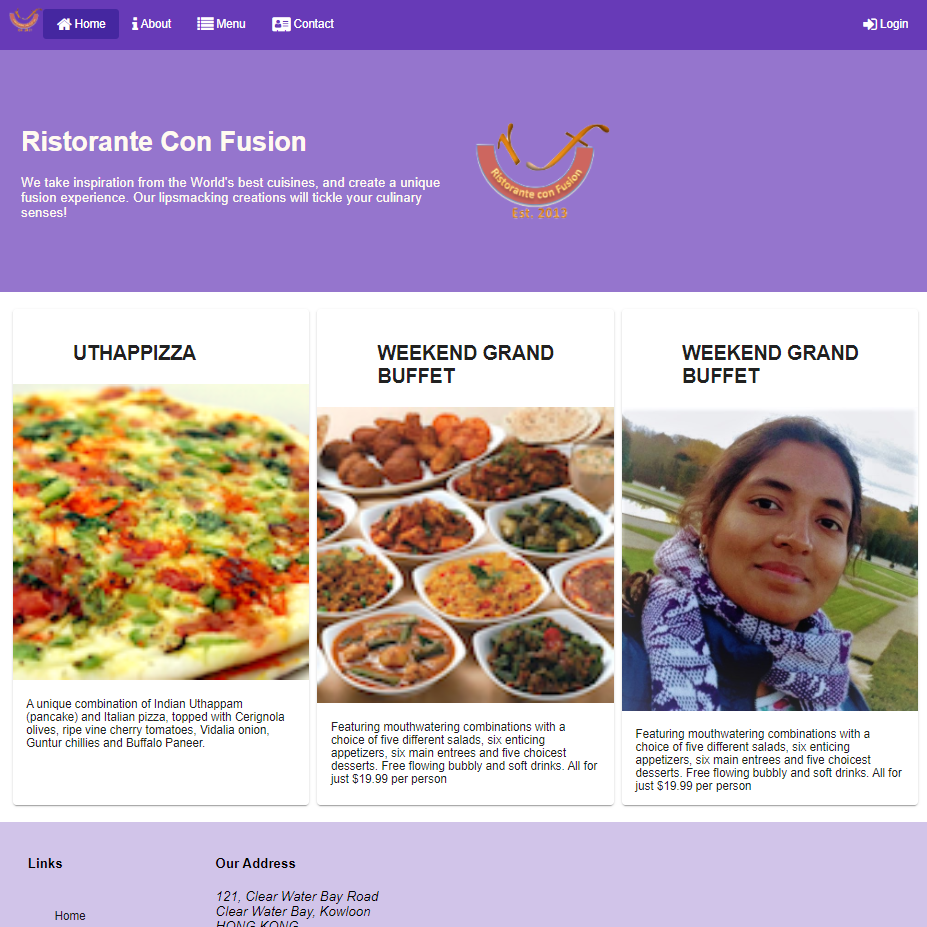 Home
About
Menu
Contact
Login
Ristorante Con Fusion
We take inspiration from the World's best cuisines, and create a unique
fusion experience. Our lipsmacking creations will tickle your culinary
senses!
Ristorante con Fusion
Est. 2019
UTHAPPIZZA
A unique combination of Indian Uthappam
(pancake) and Italian pizza, topped with Cerignola
olives, ripe vine cherry tomatoes, Vidalia onion,
Guntur chillies and Buffalo Paneer.
WEEKEND GRAND
BUFFET
Featuring mouthwatering combinations with a
choice of five different salads, six enticing
appetizers, six main entrees and five choicest
desserts. Free flowing bubbly and soft drinks. All for
just $19.99 per person
WEEKEND GRAND
BUFFET
Featuring mouthwatering combinations with a
choice of five different salads, six enticing
appetizers, six main entrees and five choicest
desserts. Free flowing bubbly and soft drinks. All for
just $19.99 per person
Links
Home
Our Address
121, Clear Water Bay Road
Clear Water Bay, Kowloon
HONG KONG